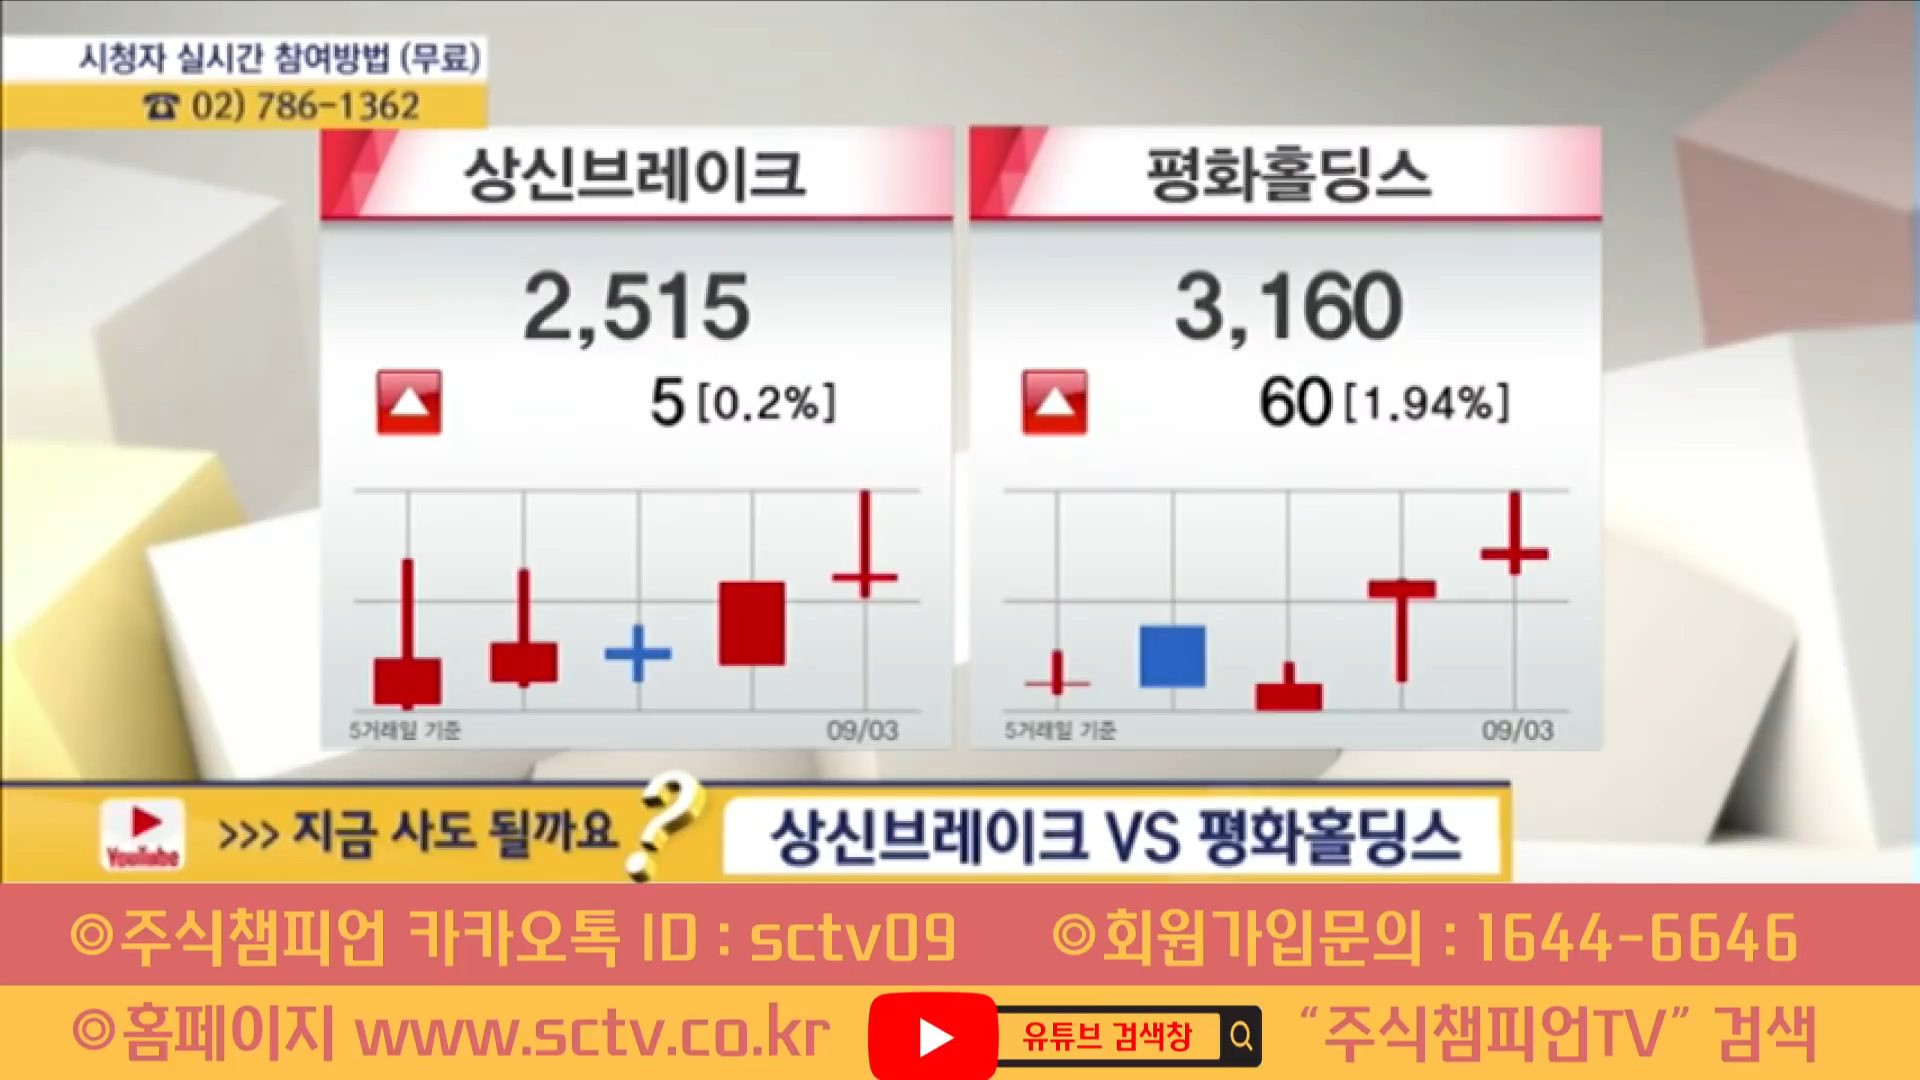 시청자 실시간 참여방법 (무료)
☎ 02) 786-1362
상신브레이크
2,515
5 [0.2%]
5거래일 기준
09/03
평화홀딩스
3,160
60 [1.94%]
5거래일 기준
09/03
YouTube
>>> 지금 사도 될까요?
상신브레이크 VS 평화홀딩스
◎주식챔피언 카카오톡 ID : sctv09
◎회원가입문의 : 1644-6646
◎홈페이지 www.sctv.co.kr
유튜브 검색창
“주식챔피언TV” 검색